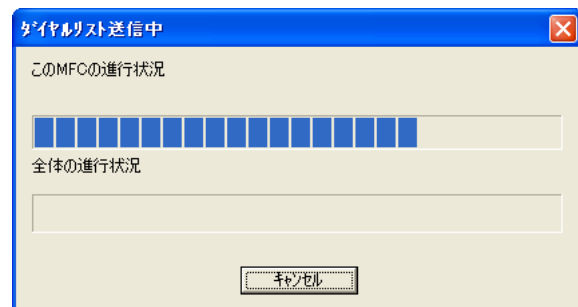 ﾀﾞｲﾔﾙﾘｽﾄ送信中
このMFCの進行状況
全体の進行状況
ｷｬﾝｾﾙ